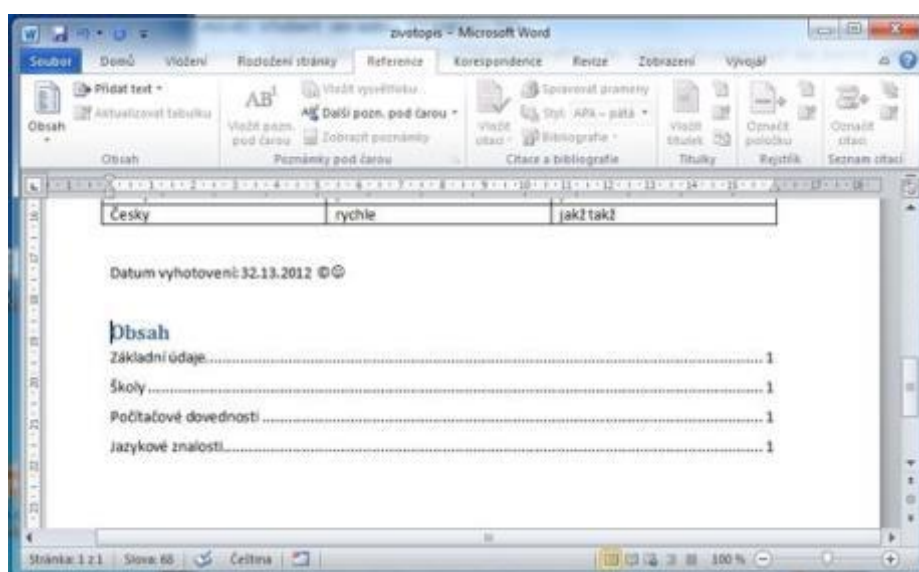 zivotopis - Microsoft Word
Soubor Domů Vložení Rozložení stránky Reference Korespondence Revize Zobrazení Vývojář
Přidat text
Aktualizovat tabulku
Obsah
Obsah
AB¹
Vložit pozn. pod čarou
Vložit vysvětlivku
Další pozn. pod čarou
Zobrazit poznámky
Poznámky pod čarou
Vložit citaci
Spravovat prameny
Styl: APA – pátá
Bibliografie
Citace a bibliografie
Vložit titulek
Titulky
Označit položku
Rejstřík
Označit citaci
Seznam citací
Česky rychle jakž takž
Datum vyhotovení: 32.13.2012 ©☺
Obsah
Základní údaje 1
Školy 1
Počítačové dovednosti 1
Jazykové znalosti 1
Stránka: 1 z 1 Slova: 68 Čeština 100 %